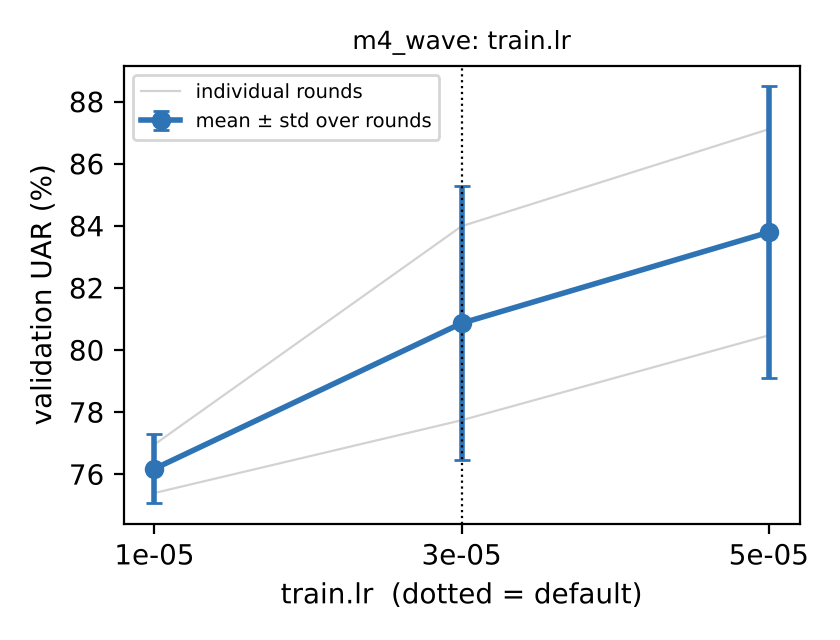 m4_wave: train.lr
individual rounds
mean ± std over rounds
validation UAR (%)
88
86
84
82
80
78
76
1e-05 3e-05 5e-05
train.lr (dotted = default)